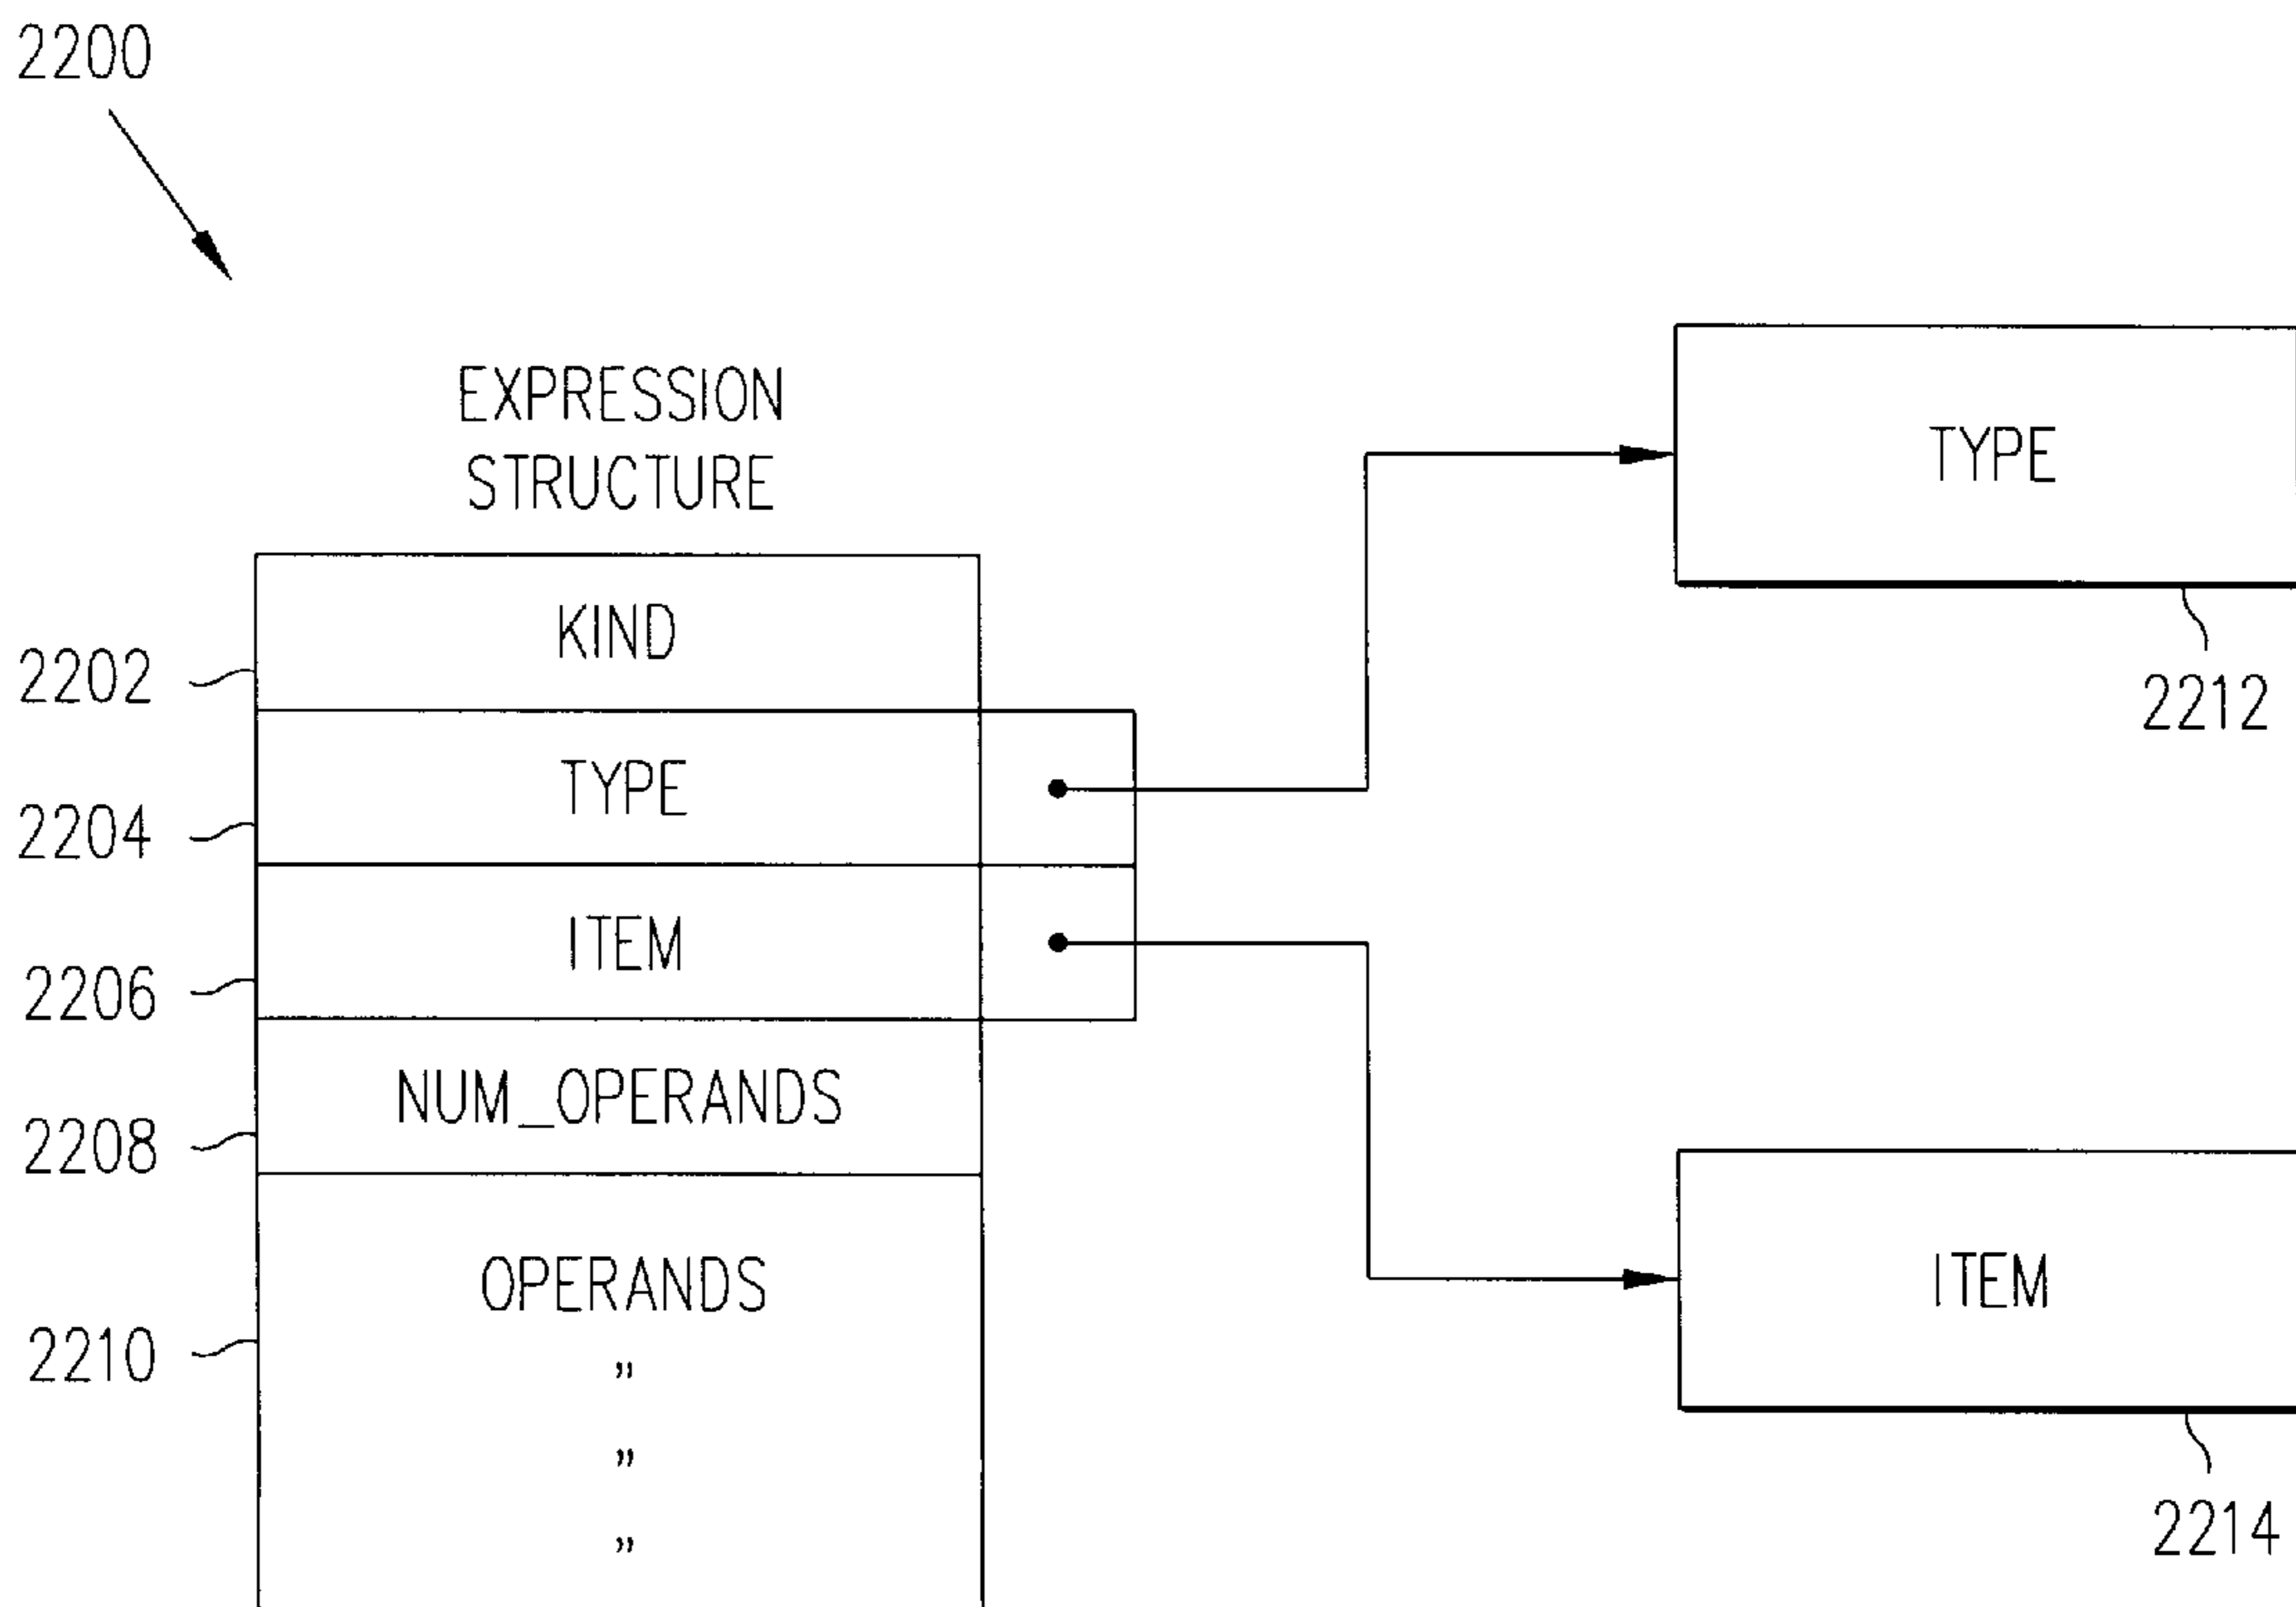 2200
EXPRESSION
STRUCTURE
KIND
2202
TYPE
2204
ITEM
2206
NUM_OPERANDS
2208
OPERANDS
2210
„
„
„
TYPE
2212
ITEM
2214